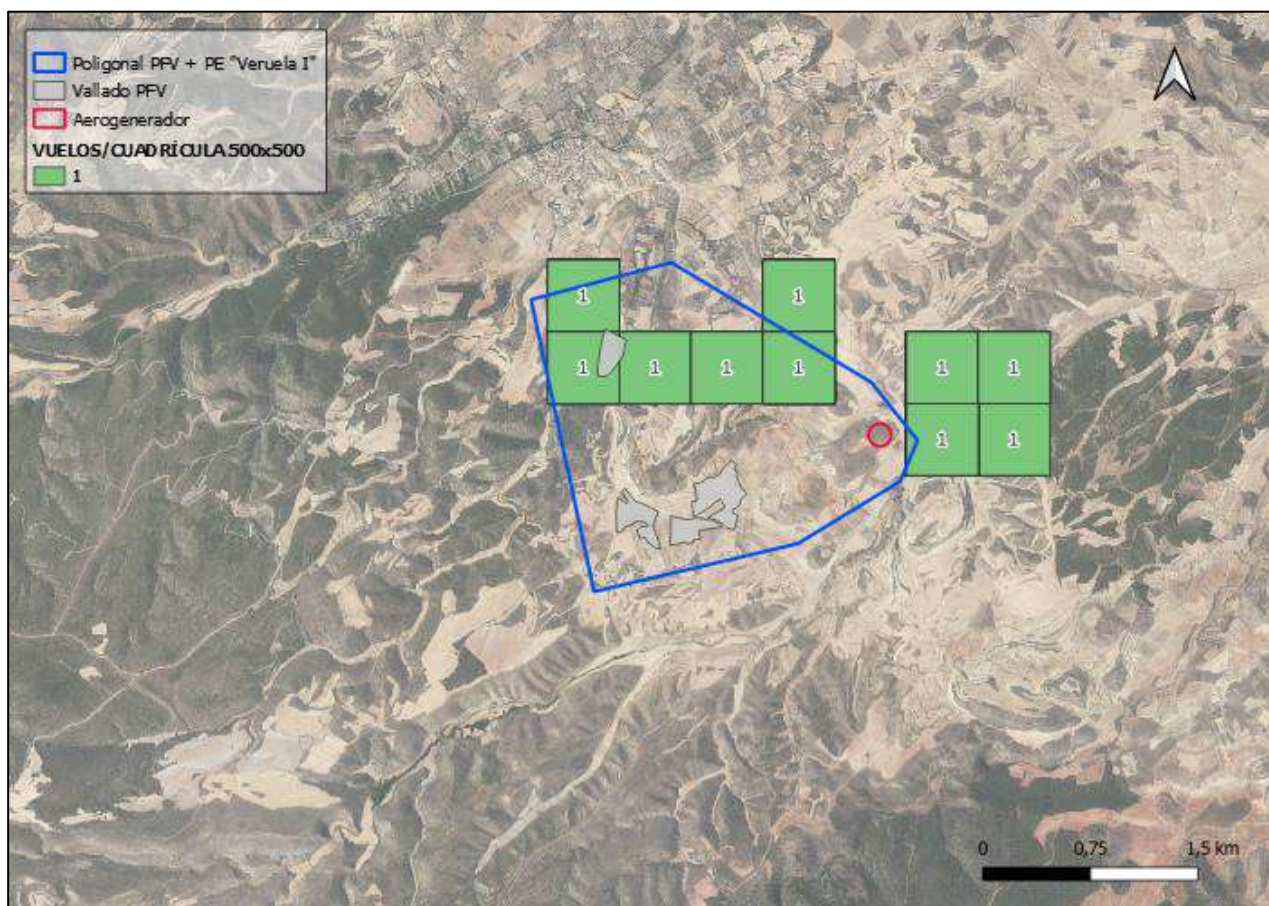 Poligonal PFV + PE "Veruela I"
Vallado PFV
Aerogenerador
VUELOS/CUADRÍCULA 500x500
1
1 1
1 1 1 1 1 1
1 1
0 0,75 1,5 km